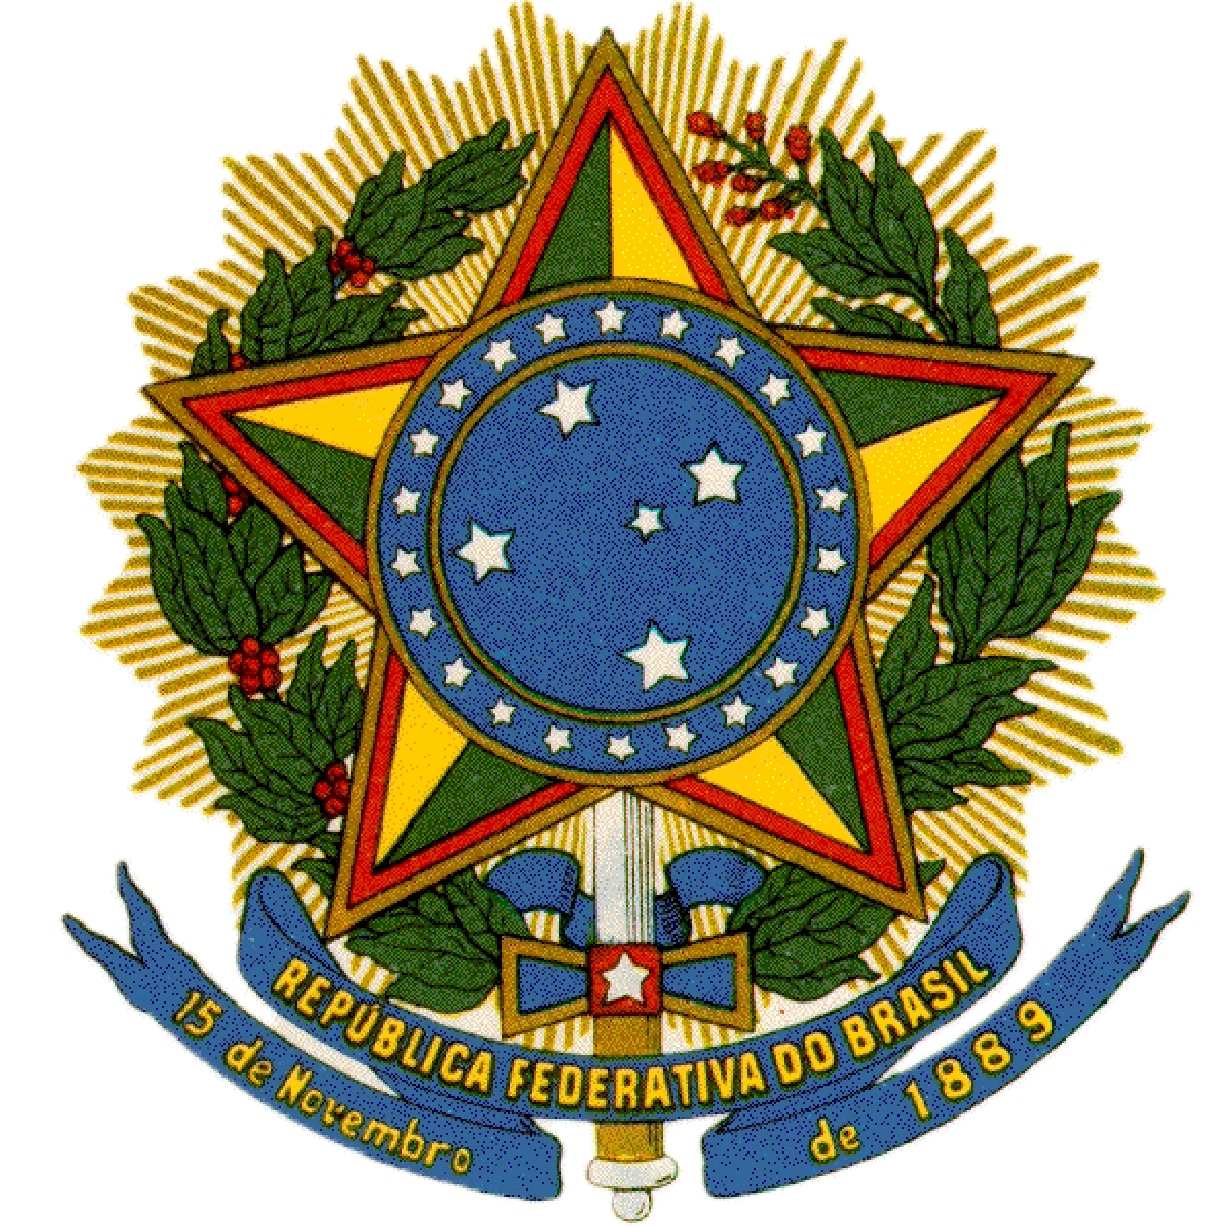 REPÚBLICA FEDERATIVA DO BRASIL
15 de Novembro de 1889